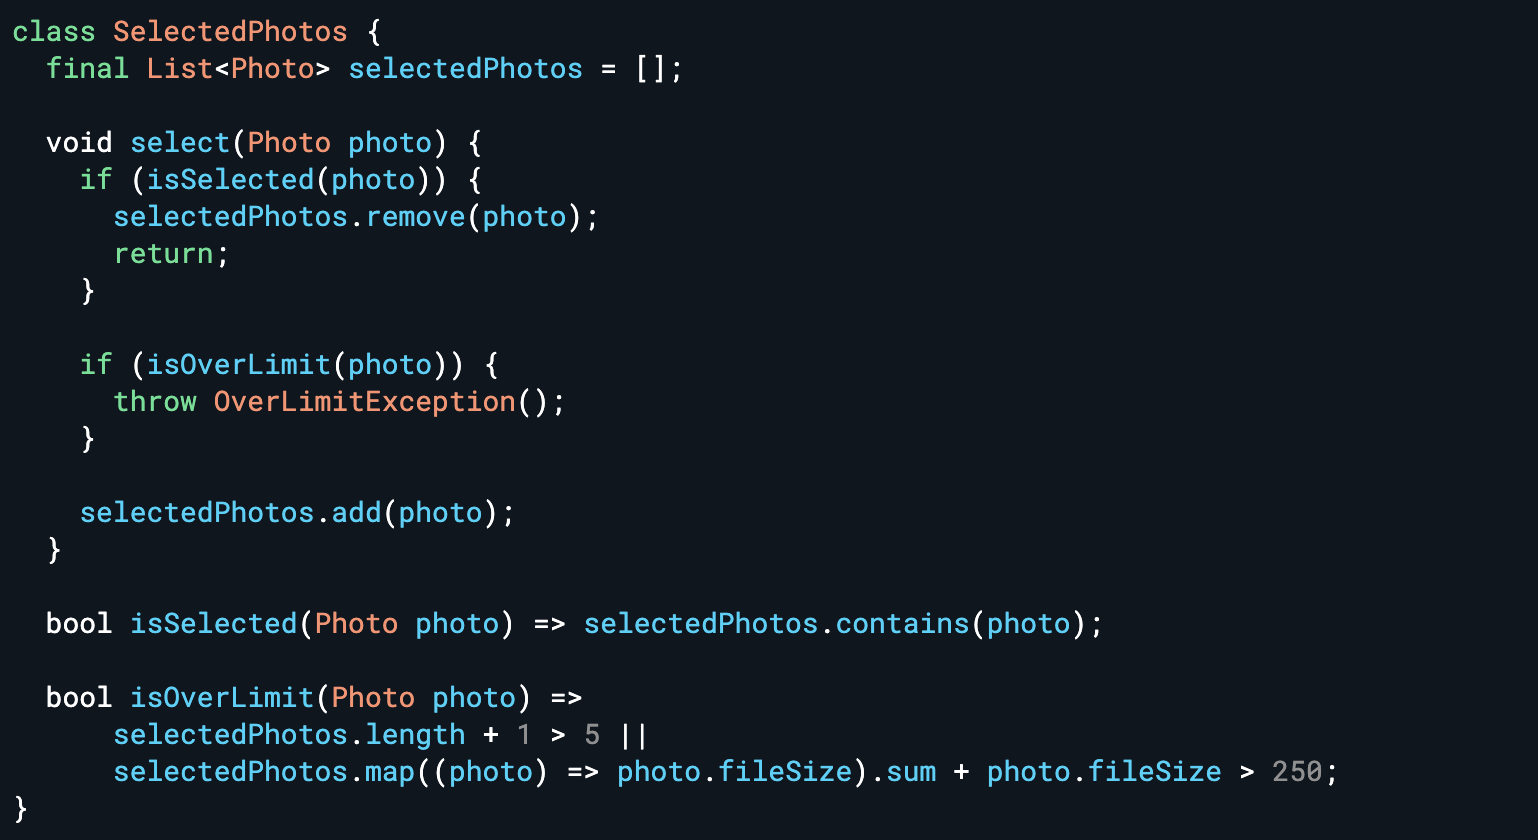 class SelectedPhotos {
  final List<Photo> selectedPhotos = [];

  void select(Photo photo) {
    if (isSelected(photo)) {
      selectedPhotos.remove(photo);
      return;
    }

    if (isOverLimit(photo)) {
      throw OverLimitException();
    }

    selectedPhotos.add(photo);
  }

  bool isSelected(Photo photo) => selectedPhotos.contains(photo);

  bool isOverLimit(Photo photo) =>
      selectedPhotos.length + 1 > 5 ||
      selectedPhotos.map((photo) => photo.fileSize).sum + photo.fileSize > 250;
}